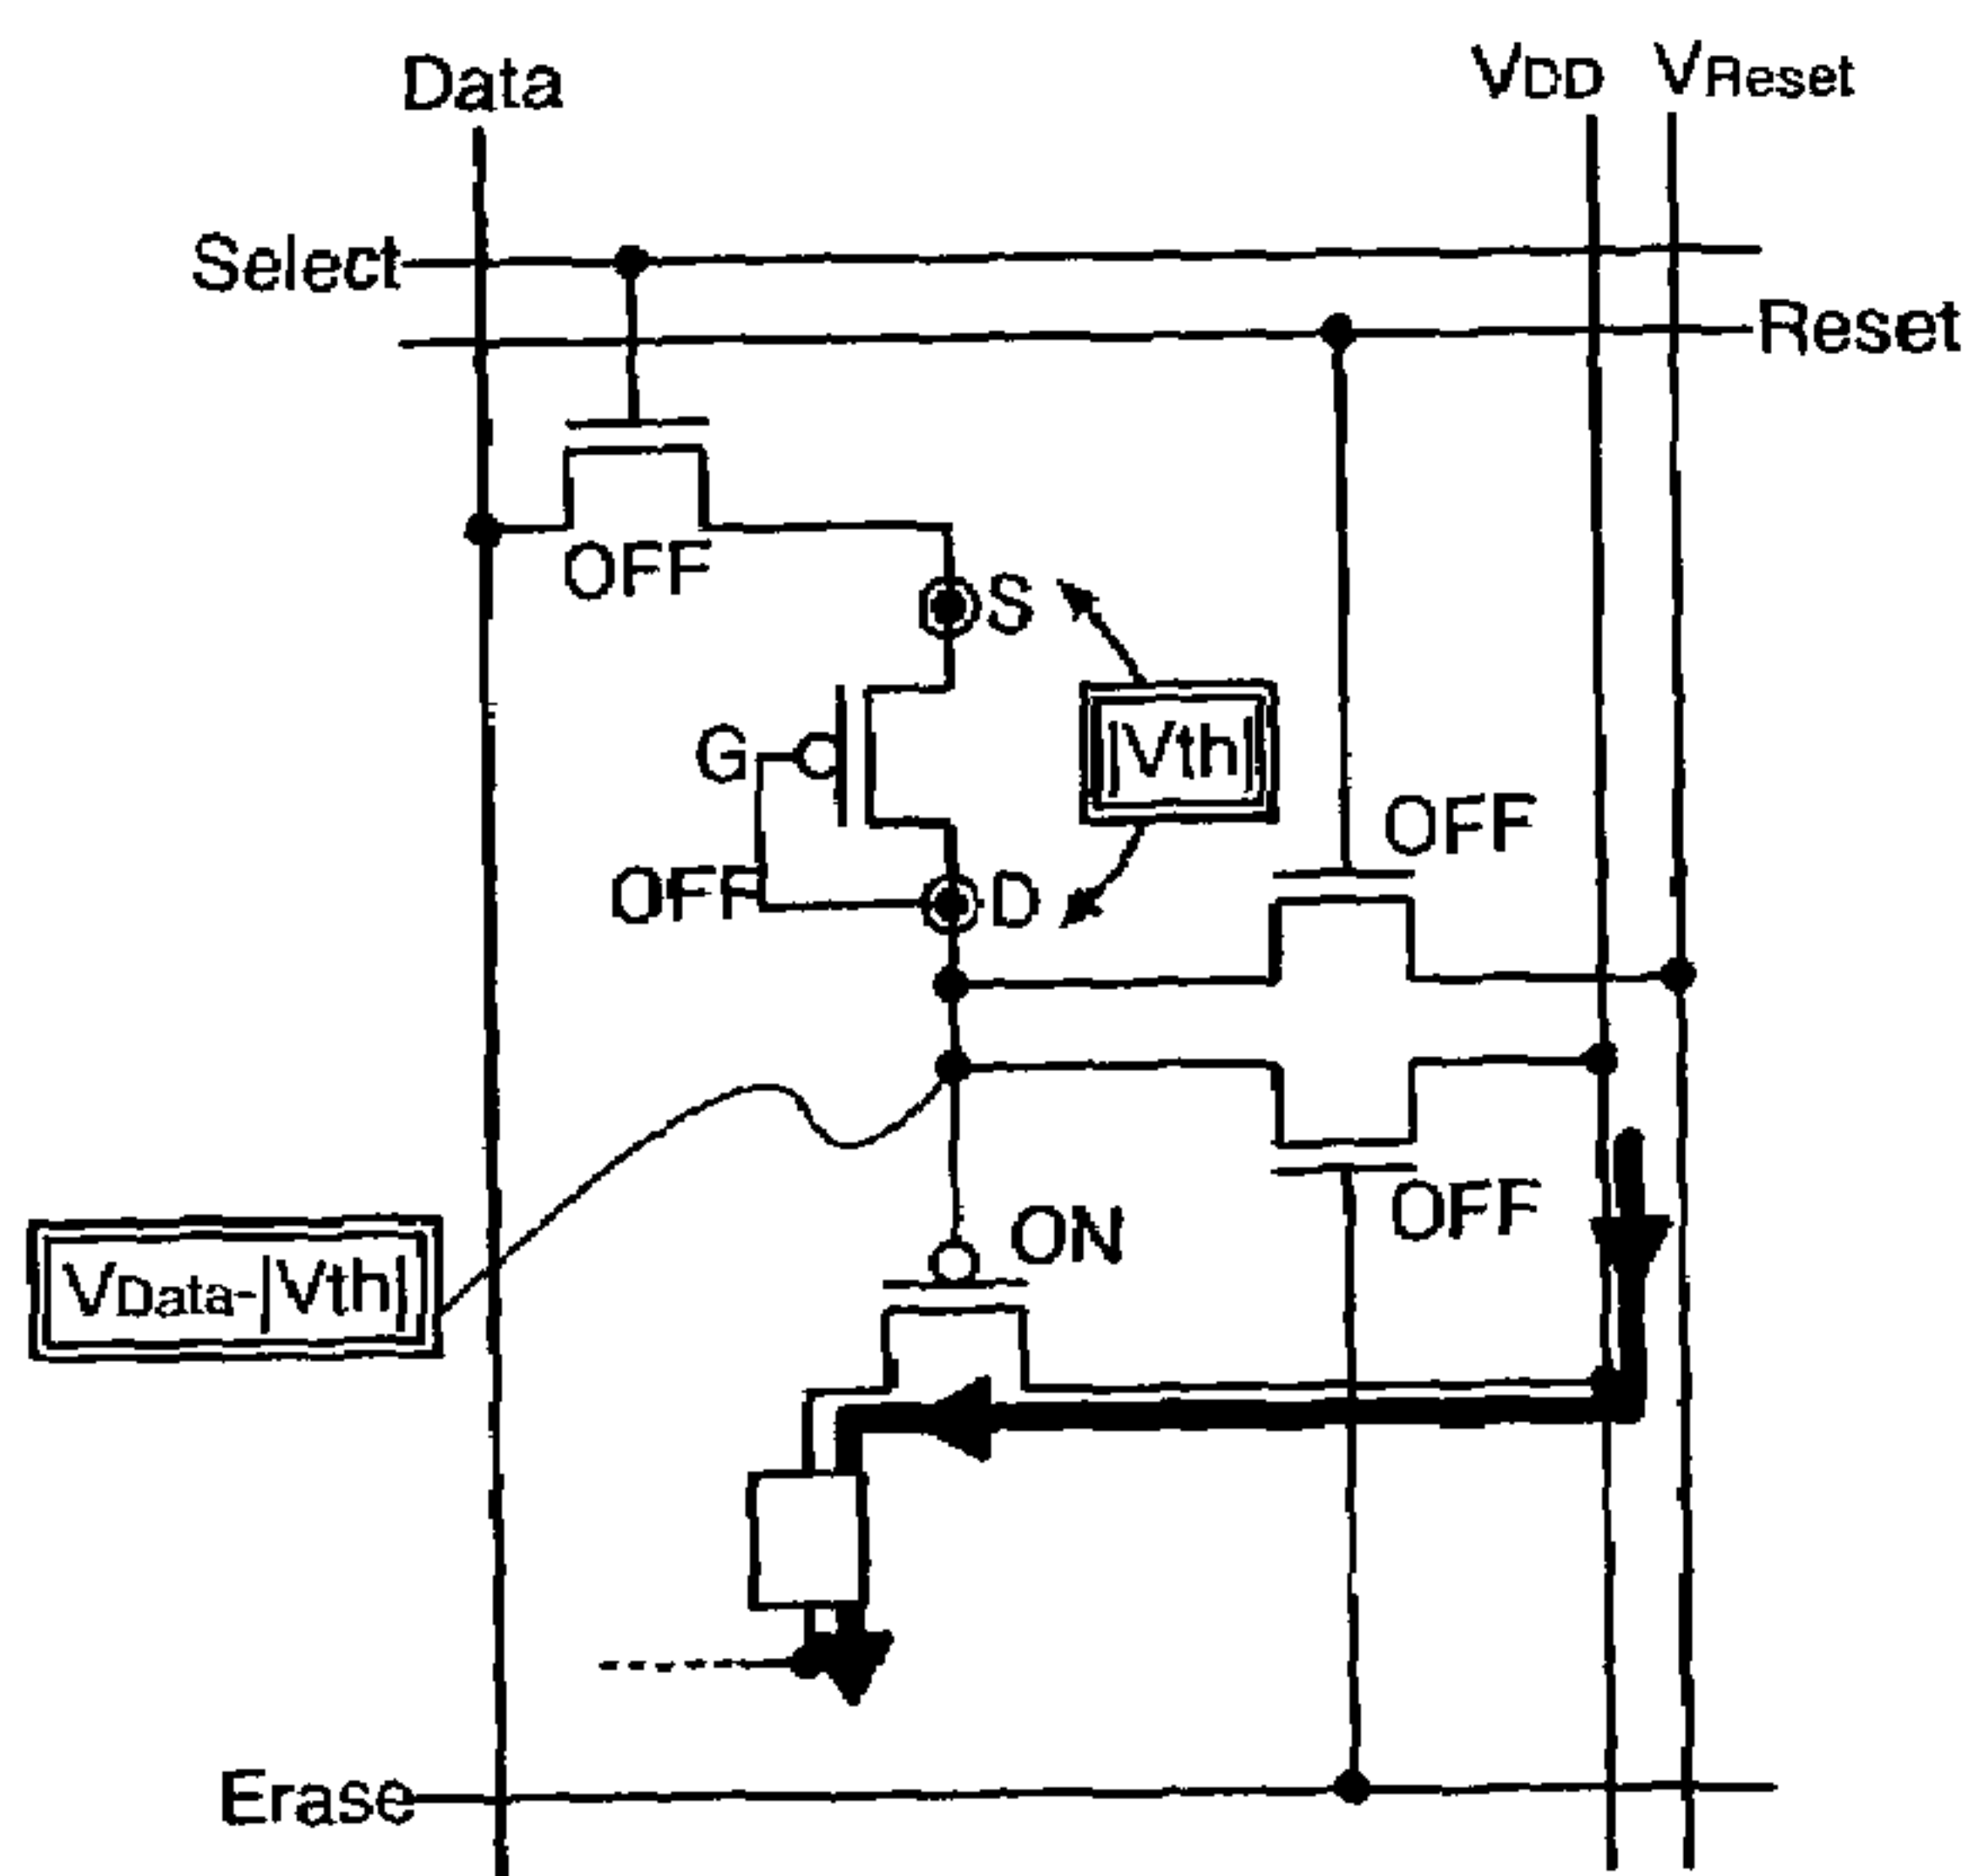 Data
VDD VReset
Select
Reset
OFF
S
G
|Vth|
OFF
OFF
D
OFF
ON
VData-|Vth|
Erase